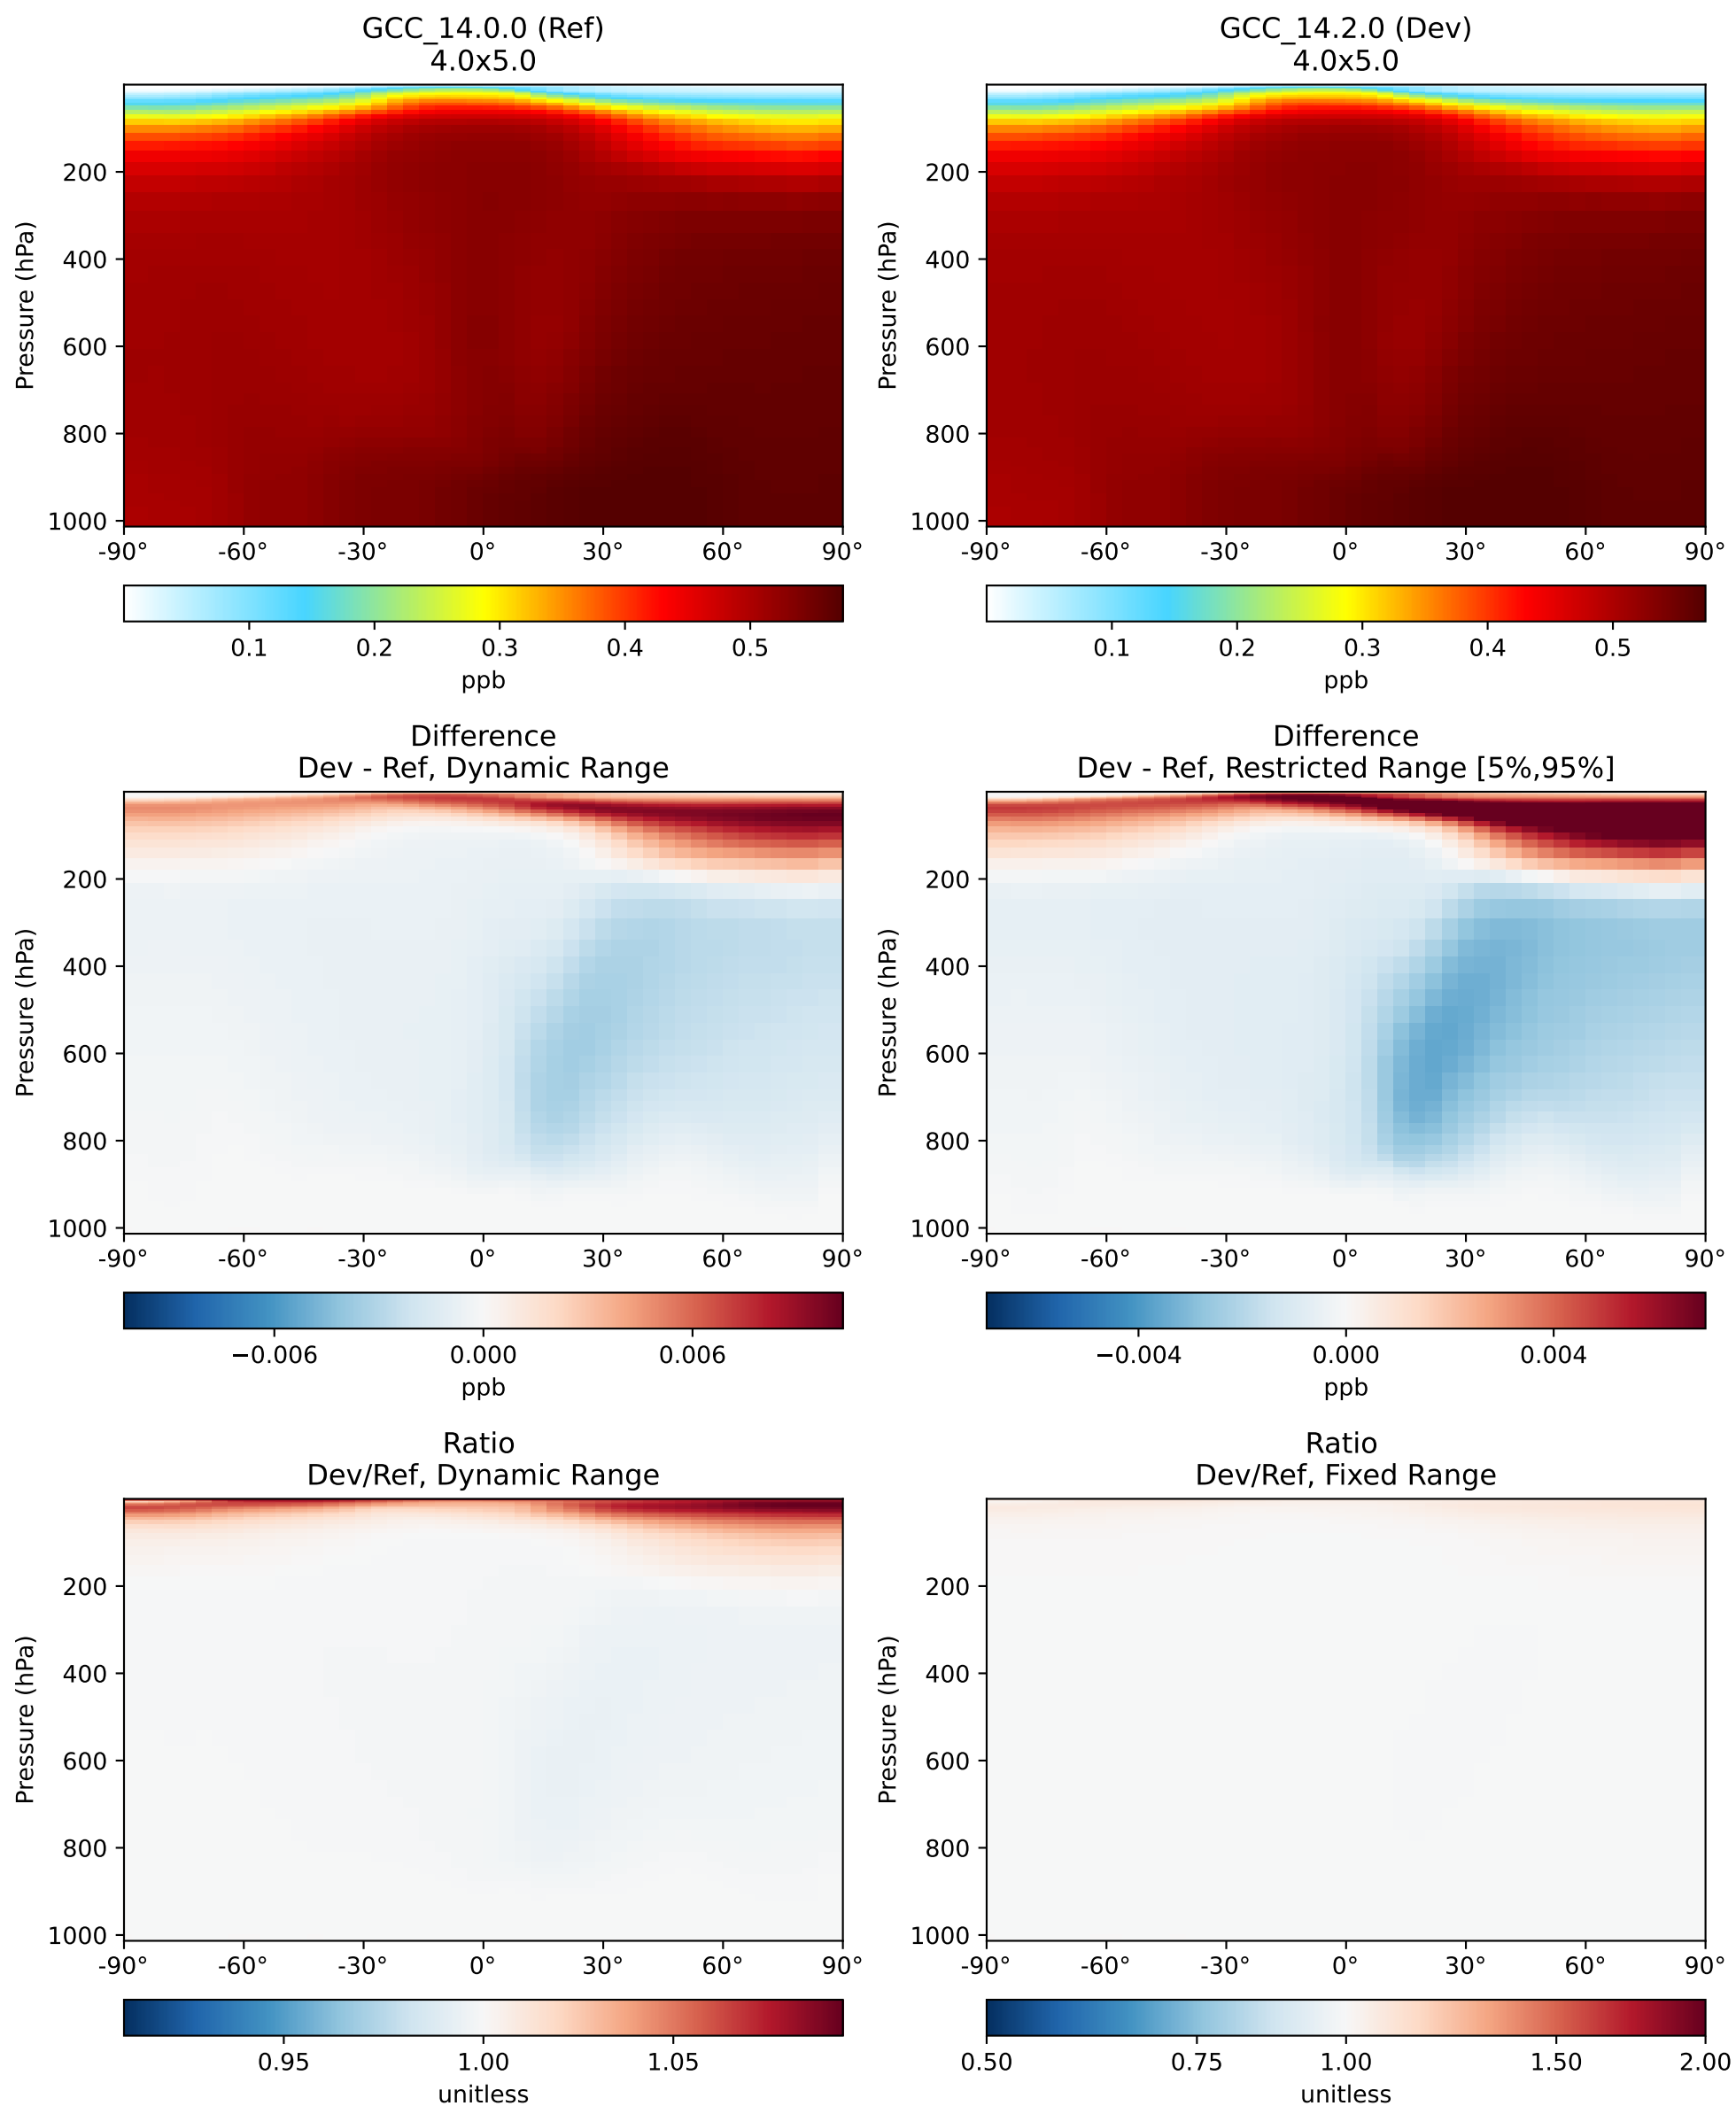 GCC_14.0.0 (Ref)
4.0x5.0
Pressure (hPa)
200
400
600
800
1000
-90° -60° -30° 0° 30° 60° 90°
0.1 0.2 0.3 0.4 0.5
ppb
GCC_14.2.0 (Dev)
4.0x5.0
Pressure (hPa)
200
400
600
800
1000
-90° -60° -30° 0° 30° 60° 90°
0.1 0.2 0.3 0.4 0.5
ppb
Difference
Dev - Ref, Dynamic Range
Pressure (hPa)
200
400
600
800
1000
-90° -60° -30° 0° 30° 60° 90°
−0.006 0.000 0.006
ppb
Difference
Dev - Ref, Restricted Range [5%,95%]
Pressure (hPa)
200
400
600
800
1000
-90° -60° -30° 0° 30° 60° 90°
−0.004 0.000 0.004
ppb
Ratio
Dev/Ref, Dynamic Range
Pressure (hPa)
200
400
600
800
1000
-90° -60° -30° 0° 30° 60° 90°
0.95 1.00 1.05
unitless
Ratio
Dev/Ref, Fixed Range
Pressure (hPa)
200
400
600
800
1000
-90° -60° -30° 0° 30° 60° 90°
0.50 0.75 1.00 1.50 2.00
unitless